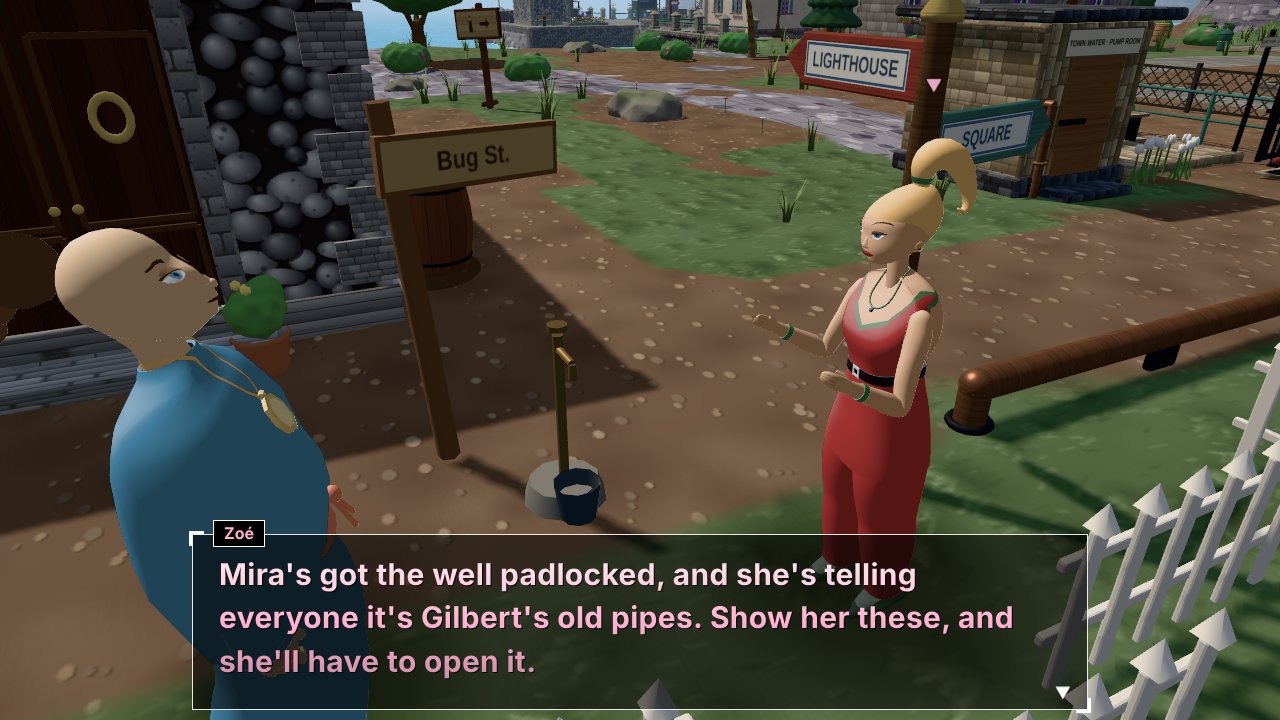 LIGHTHOUSE
TOWN WATER · PUMP ROOM
SQUARE
Bug St.
Zoé
Mira's got the well padlocked, and she's telling
everyone it's Gilbert's old pipes. Show her these, and
she'll have to open it.